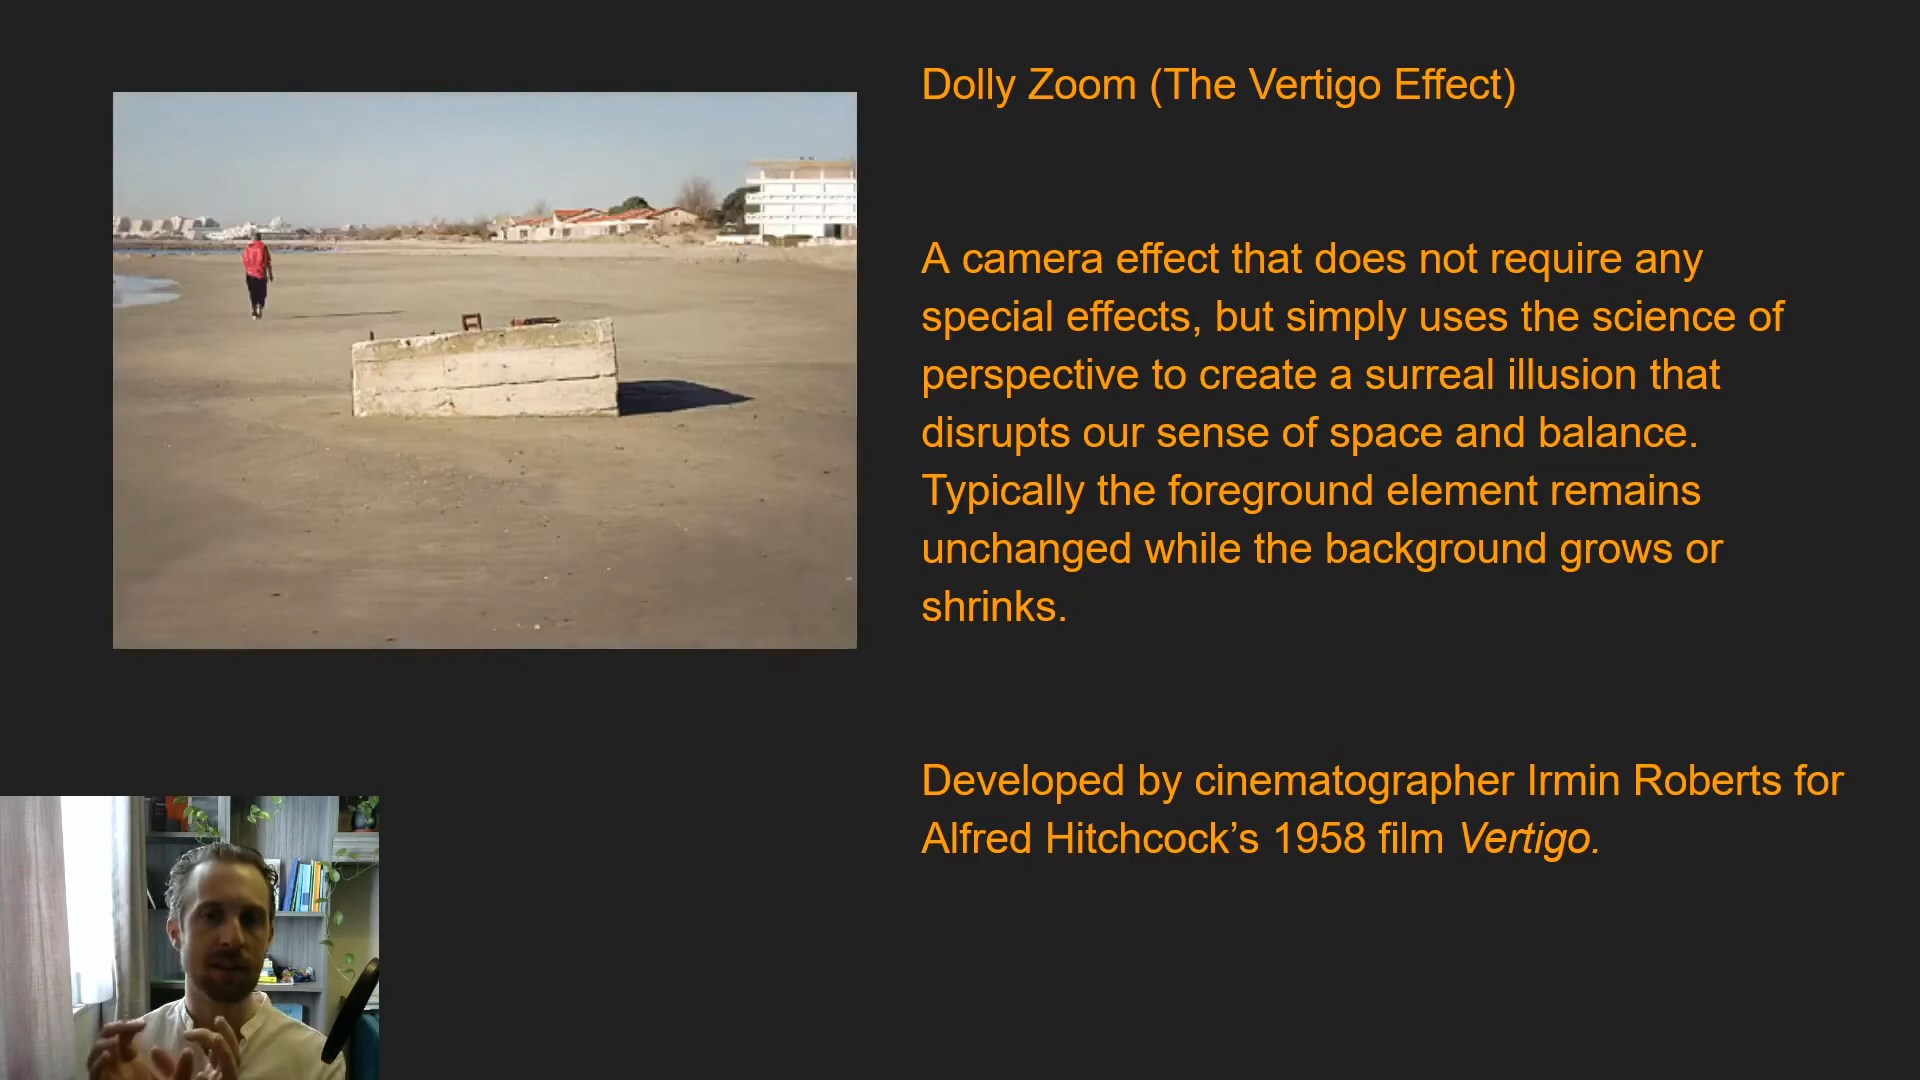 Dolly Zoom (The Vertigo Effect)
A camera effect that does not require any
special effects, but simply uses the science of
perspective to create a surreal illusion that
disrupts our sense of space and balance.
Typically the foreground element remains
unchanged while the background grows or
shrinks.
Developed by cinematographer Irmin Roberts for
Alfred Hitchcock’s 1958 film Vertigo.